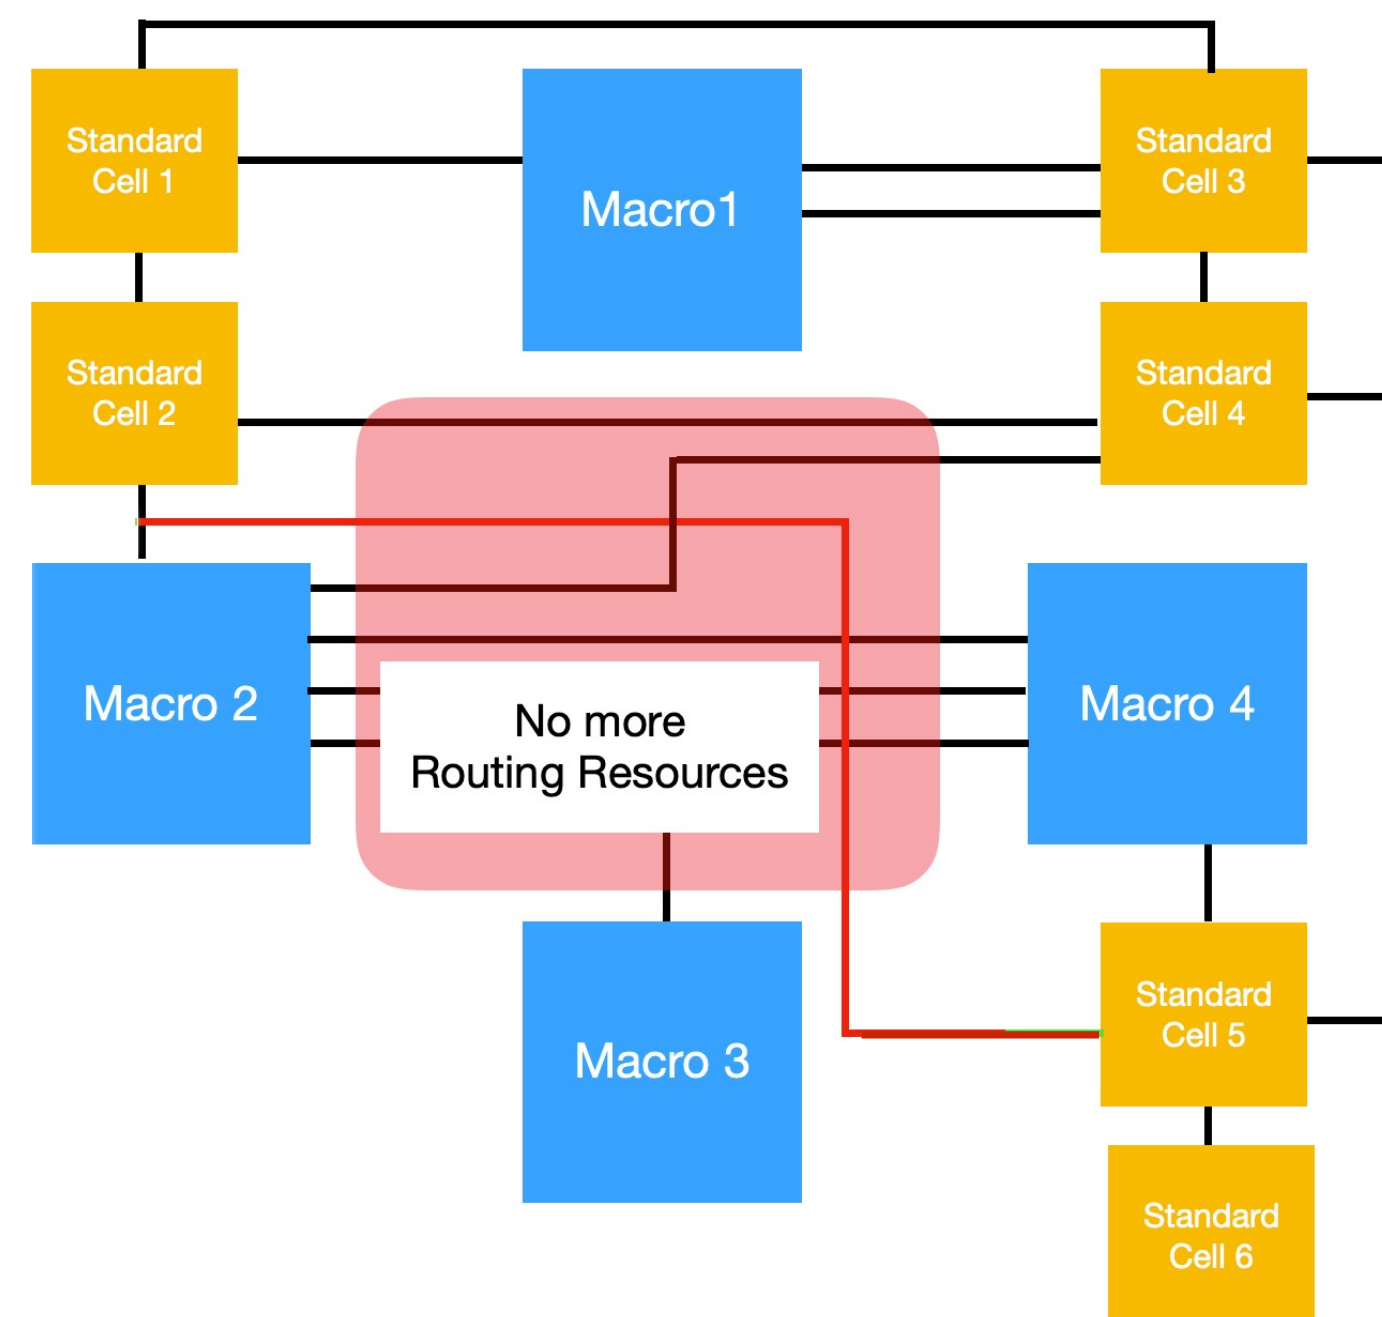 Standard
Cell 1
Macro1
Standard
Cell 3
Standard
Cell 2
Standard
Cell 4
Macro 2
No more
Routing Resources
Macro 4
Macro 3
Standard
Cell 5
Standard
Cell 6